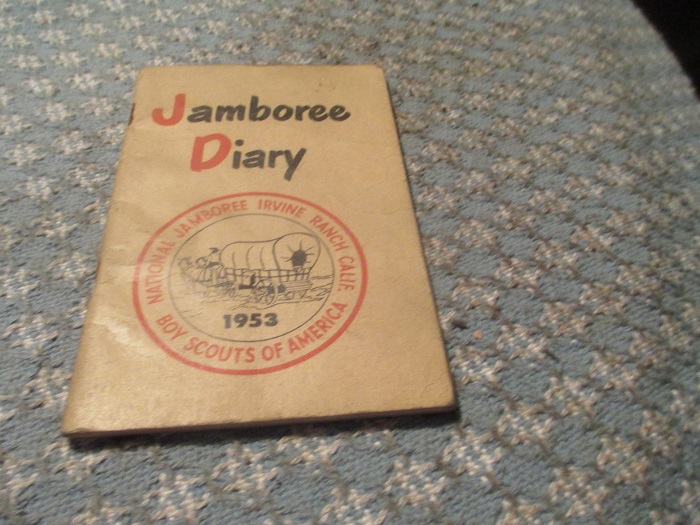 Jamboree
Diary
NATIONAL JAMBOREE IRVINE RANCH CALIF.
1953
BOY SCOUTS OF AMERICA